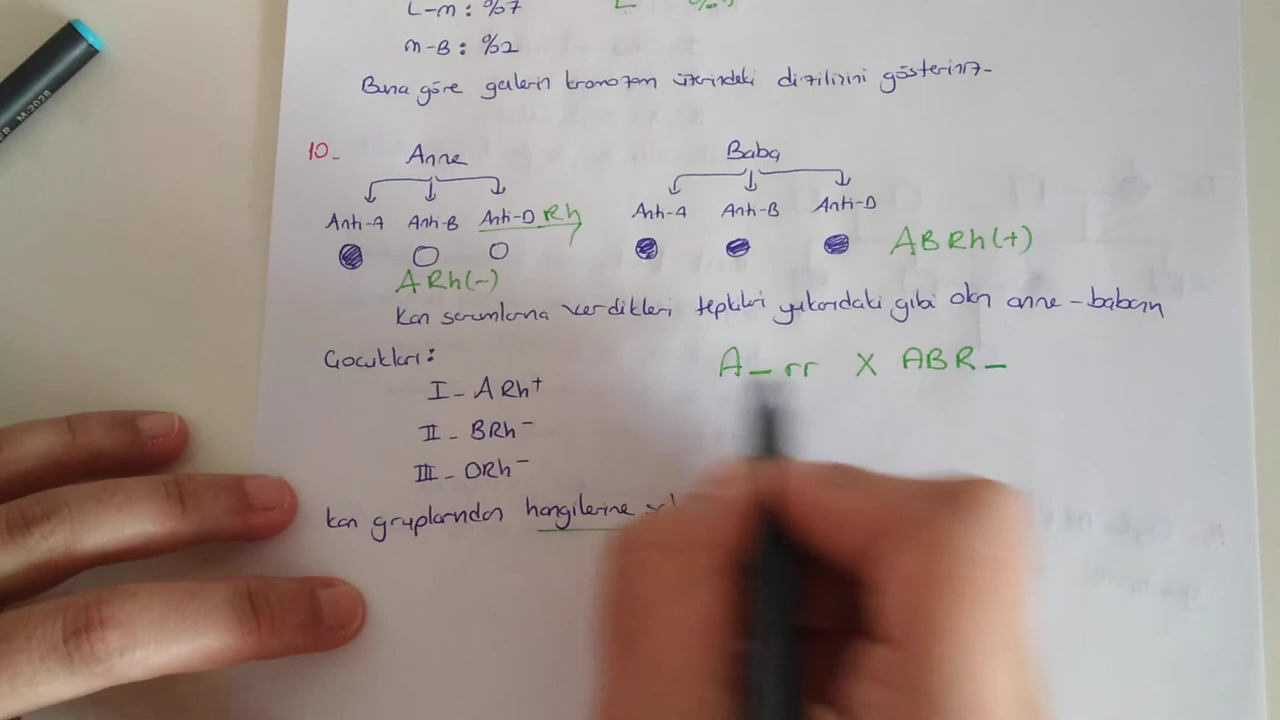 L-M: %7
M-B: %2
Buna göre genlerin kromozom üzerindeki dizilişini gösteriniz-
10- Anne Baba
Anti-A Anti-B Anti-D Rh Anti-A Anti-B Anti-D
ARh(-) ABRh(+)
Kan serumlarına verdikleri tepkileri yukarıdaki gibi olan anne-babanın
Çocukları: A_rr X ABR_
I- ARh+
II- BRh-
III- ORh-
kan gruplarından hangilerine